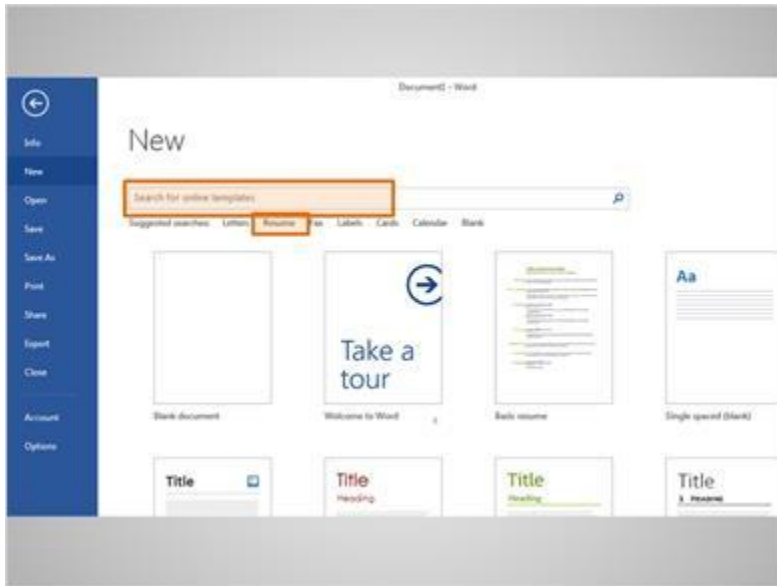 Document1 - Word
Info
New
Open
Save
Save As
Print
Share
Export
Close
Account
Options
New
Search for online templates
Suggested searches: Letters Resume Fax Labels Cards Calendar Blank
Take a
tour
Aa
Blank document
Welcome to Word
Basic resume
Single spaced (blank)
Title
Title
Heading
Title
Heading
Title
1 Heading